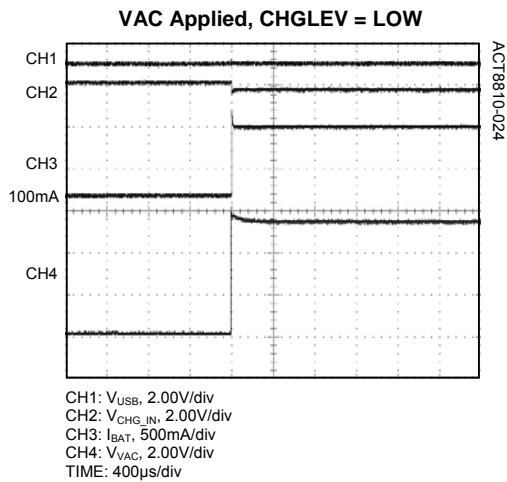 VAC Applied, CHGLEV = LOW
CH1
CH2
CH3
100mA
CH4
ACT8810-024
CH1: VUSB, 2.00V/div
CH2: VCHG_IN, 2.00V/div
CH3: IBAT, 500mA/div
CH4: VVAC, 2.00V/div
TIME: 400µs/div